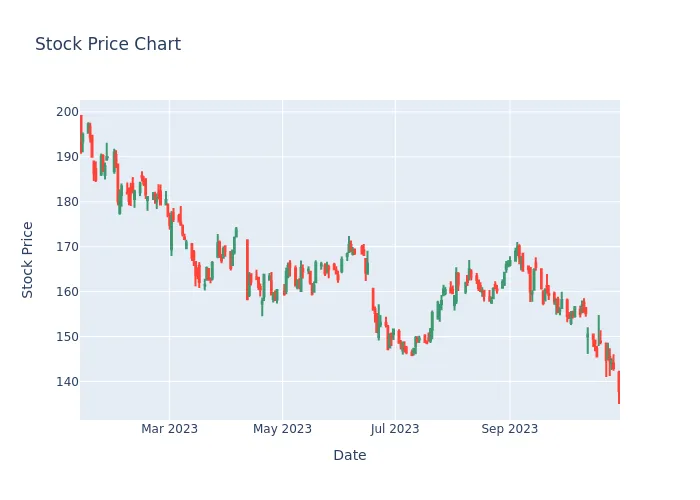 Stock Price Chart
200
190
180
170
160
150
140
Stock Price
Mar 2023
May 2023
Jul 2023
Sep 2023
Date